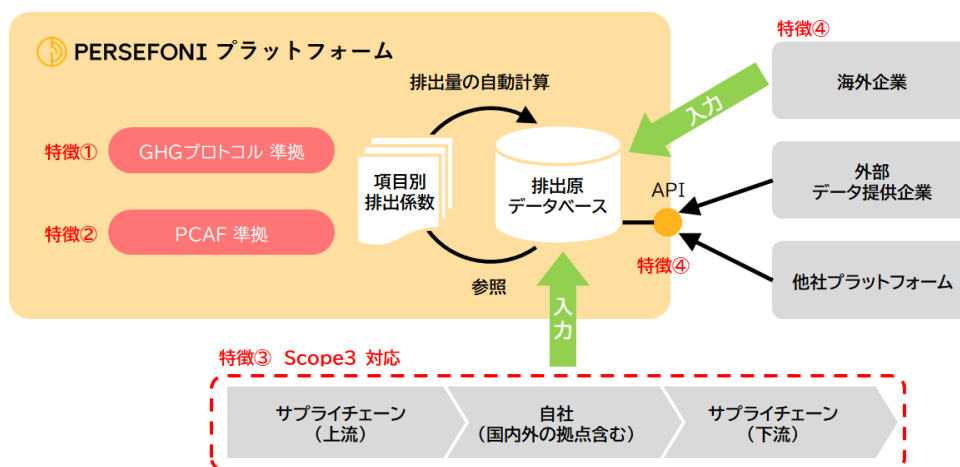 PERSEFONI プラットフォーム
特徴④
海外企業
排出量の自動計算
入力
特徴①
GHGプロトコル 準拠
項目別
排出係数
排出原
データベース
API
外部
データ提供企業
特徴②
PCAF 準拠
特徴④
他社プラットフォーム
参照
入力
特徴③ Scope3 対応
サプライチェーン
（上流）
自社
（国内外の拠点含む）
サプライチェーン
（下流）